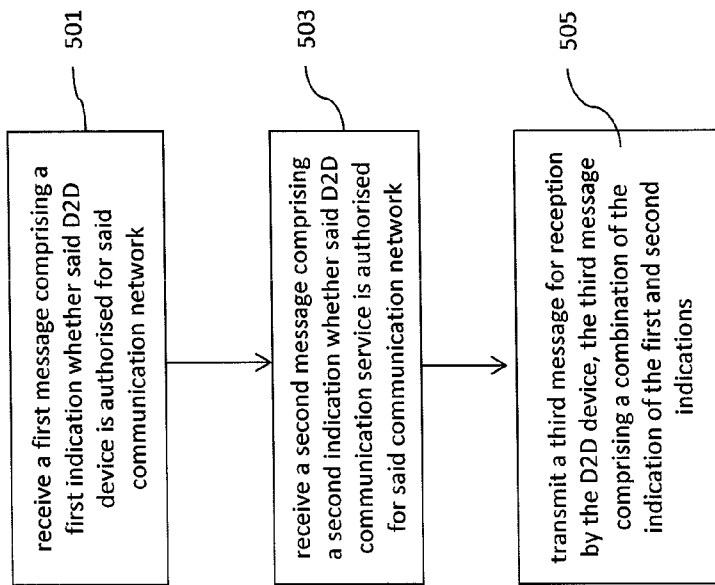 501
receive a first message comprising a
first indication whether said D2D
device is authorised for said
communication network
503
receive a second message comprising
a second indication whether said D2D
communication service is authorised
for said communication network
505
transmit a third message for reception
by the D2D device, the third message
comprising a combination of the
indication of the first and second
indications